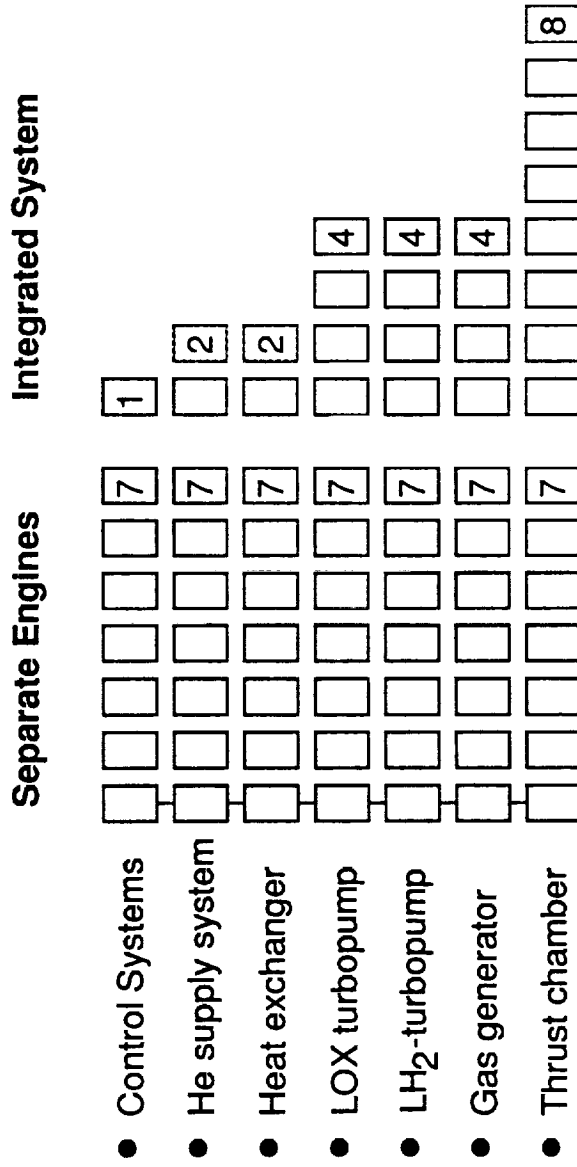 Separate Engines Integrated System
● Control Systems 7 1
● He supply system 7 2
● Heat exchanger 7 2
● LOX turbopump 7 4
● LH₂-turbopump 7 4
● Gas generator 7 4
● Thrust chamber 7 8